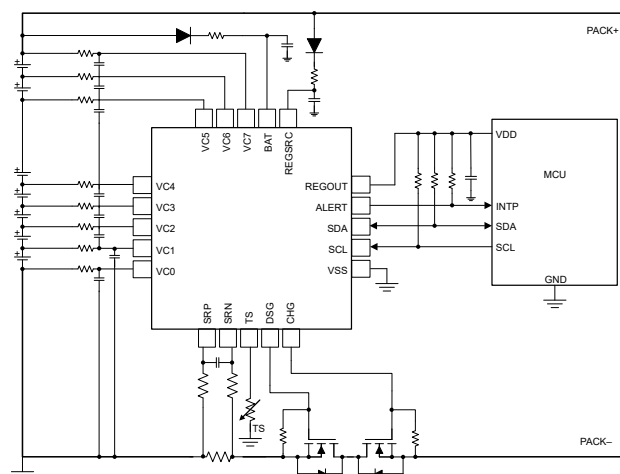 PACK+
+
+
VC5
VC6
VC7
BAT
REGSRC
VDD
MCU
+
VC4
REGOUT
+
VC3
ALERT
INTP
+
VC2
SDA
SDA
+
VC1
SCL
SCL
+
VC0
VSS
GND
SRP
SRN
TS
DSG
CHG
TS
PACK–